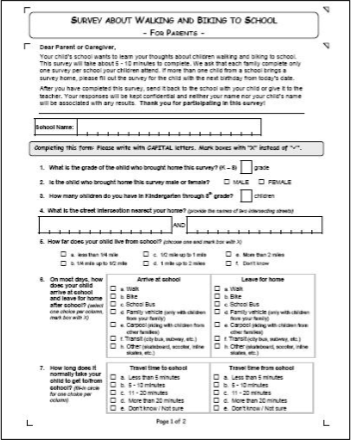 SURVEY ABOUT WALKING AND BIKING TO SCHOOL
- FOR PARENTS -
Dear Parent or Caregiver,
Your child's school wants to learn your thoughts about children walking and biking to school.
This survey will take about 5 - 10 minutes to complete. We ask that each family complete only
one survey per school your children attend. If more than one child from a school brings a
survey home, please fill out the survey for the child with the next birthday from today's date.
After you have completed this survey, send it back to the school with your child or give it to the
teacher. Your responses will be kept confidential and neither your name nor your child's name
will be associated with any results. Thank you for participating in this survey!
School Name:
Completing this form: Please write with CAPITAL letters. Mark boxes with "X" instead of "✓".
1. What is the grade of the child who brought home this survey? (K – 8) grade
2. Is the child who brought home this survey male or female? MALE FEMALE
3. How many children do you have in Kindergarten through 8th grade? children
4. What is the street intersection nearest your home? (provide the names of two intersecting streets)
AND
5. How far does your child live from school? (choose one and mark box with X)
a. less than 1/4 mile c. 1/2 mile up to 1 mile e. More than 2 miles
b. 1/4 mile up to 1/2 mile d. 1 mile up to 2 miles f. Don't know
6. On most days, how does your child arrive at school and leave for home after school? (select one choice per column, mark box with X)
Arrive at school
a. Walk
b. Bike
c. School Bus
d. Family vehicle (only with children from your family)
e. Carpool (riding with children from other families)
f. Transit (city bus, subway, etc.)
h. Other (skateboard, scooter, inline skates, etc.)
Leave for home
a. Walk
b. Bike
c. School Bus
d. Family vehicle (only with children from your family)
e. Carpool (riding with children from other families)
f. Transit (city bus, subway, etc.)
h. Other (skateboard, scooter, inline skates, etc.)
7. How long does it normally take your child to get to/from school? (fill-in circle for one choice per column)
Travel time to school
a. Less than 5 minutes
b. 5 - 10 minutes
c. 11 - 20 minutes
d. More than 20 minutes
e. Don't know / Not sure
Travel time from school
a. Less than 5 minutes
b. 5 - 10 minutes
c. 11 - 20 minutes
d. More than 20 minutes
e. Don't know / Not sure
Page 1 of 2